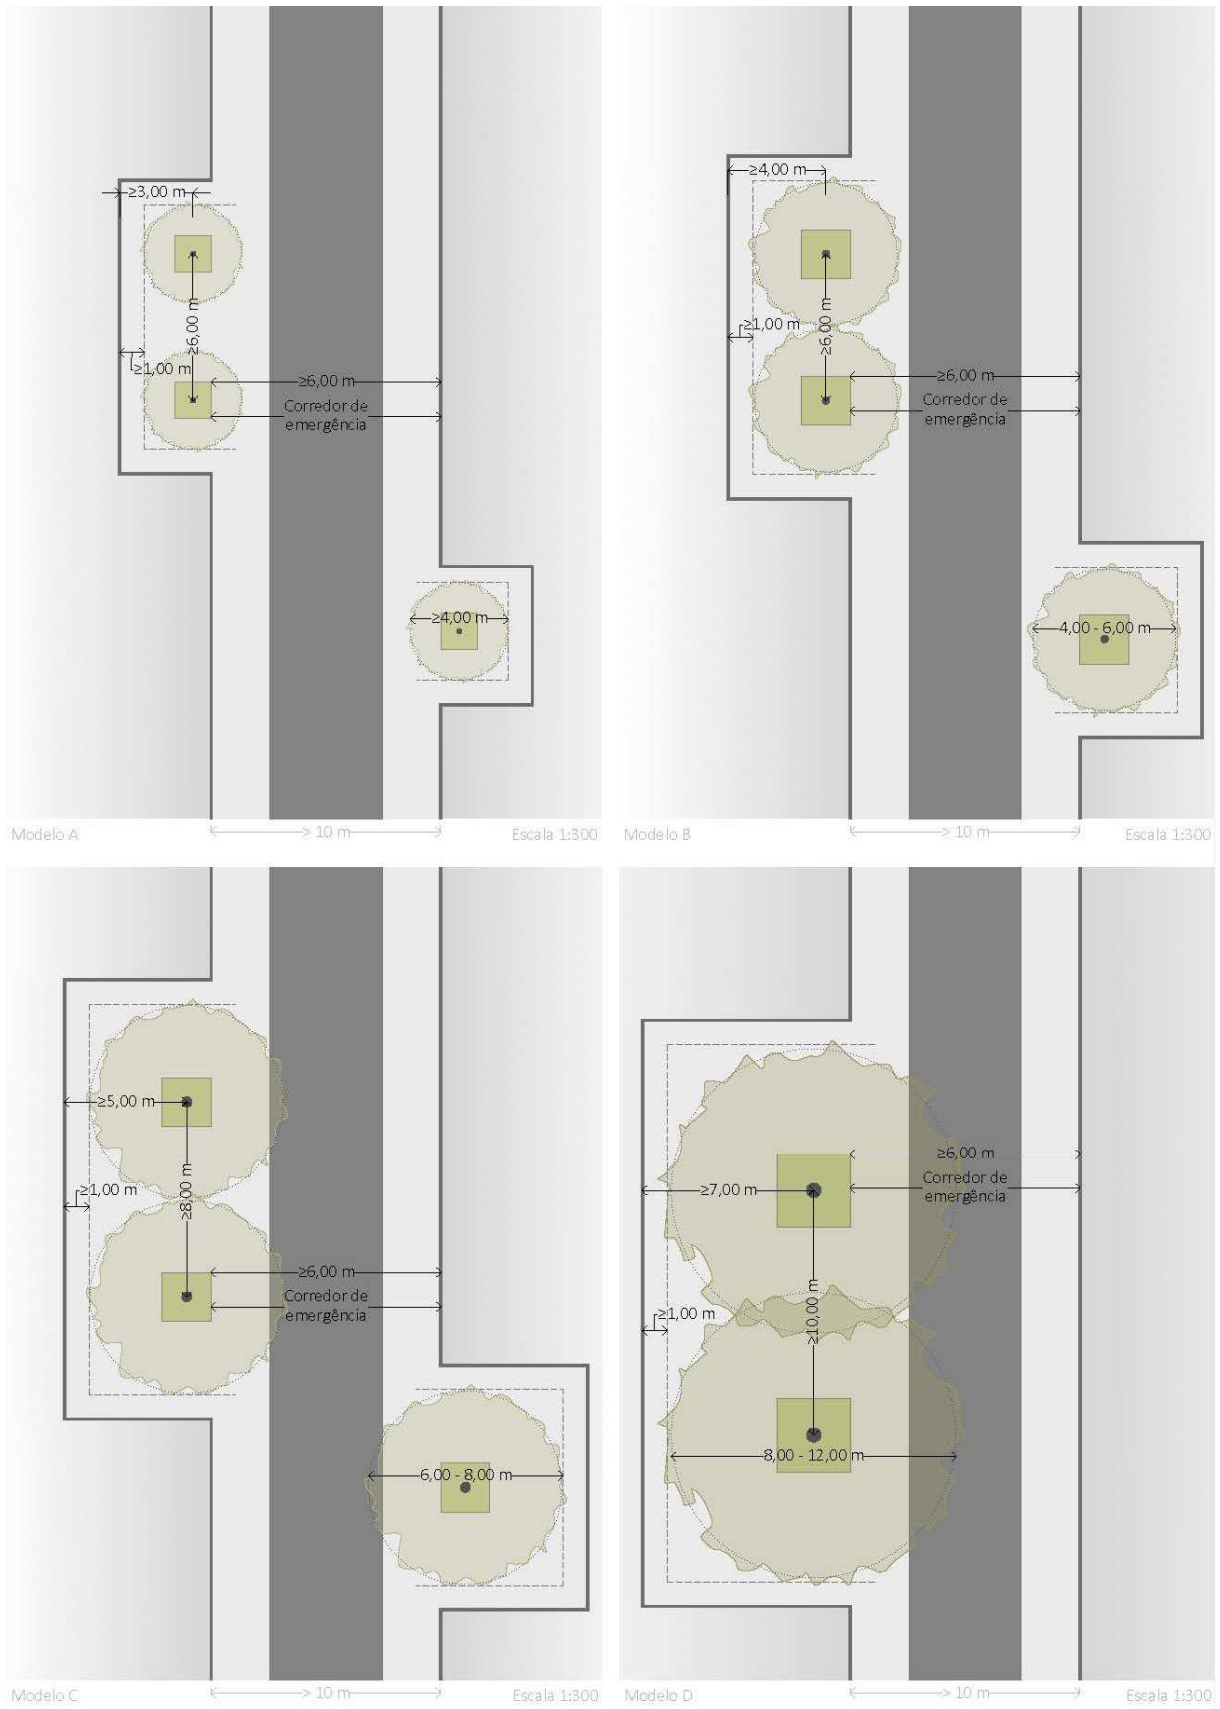 ≥3,00 m
≥6,00 m
≥1,00 m
≥6,00 m
Corredor de
emergência
≥4,00 m
Modelo A
> 10 m
Escala 1:300
≥4,00 m
≥1,00 m
≥6,00 m
≥6,00 m
Corredor de
emergência
4,00 - 6,00 m
Modelo B
> 10 m
Escala 1:300
≥5,00 m
≥1,00 m
≥8,00 m
≥6,00 m
Corredor de
emergência
6,00 - 8,00 m
Modelo C
> 10 m
Escala 1:300
≥6,00 m
Corredor de
emergência
≥7,00 m
≥1,00 m
≥10,00 m
8,00 - 12,00 m
Modelo D
> 10 m
Escala 1:300